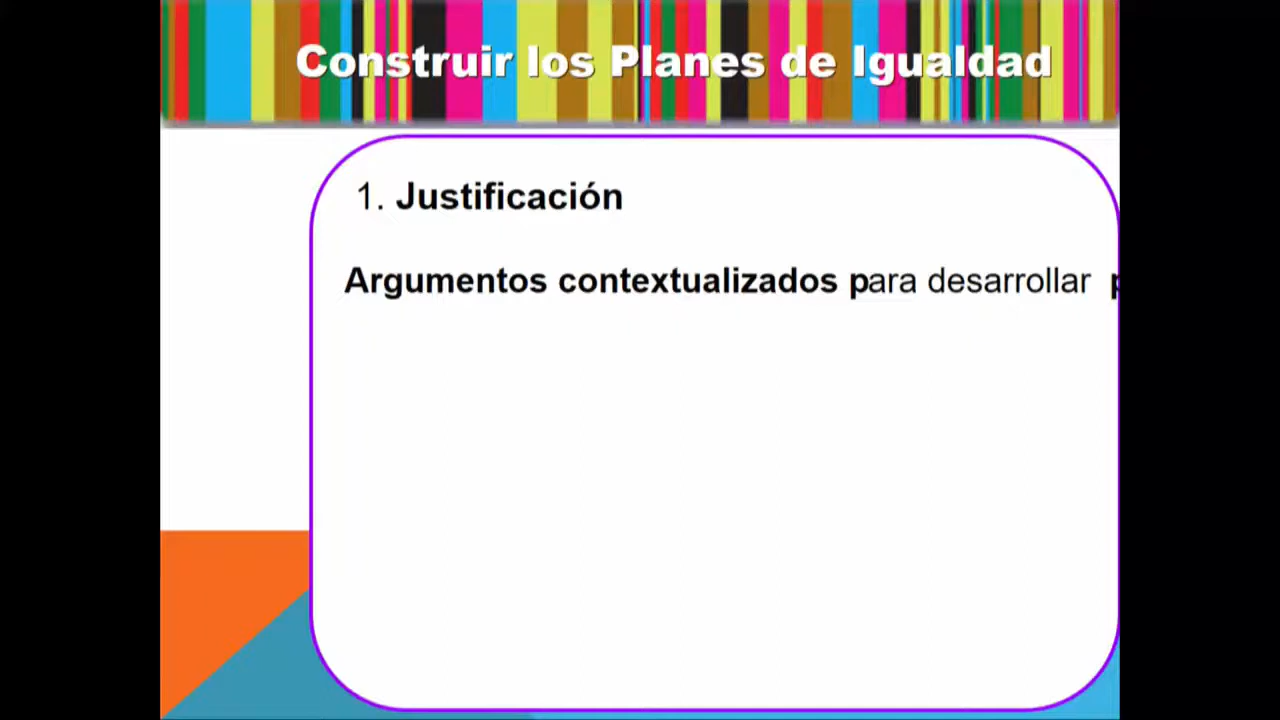 Construir los Planes de Igualdad
1. Justificación
Argumentos contextualizados para desarrollar